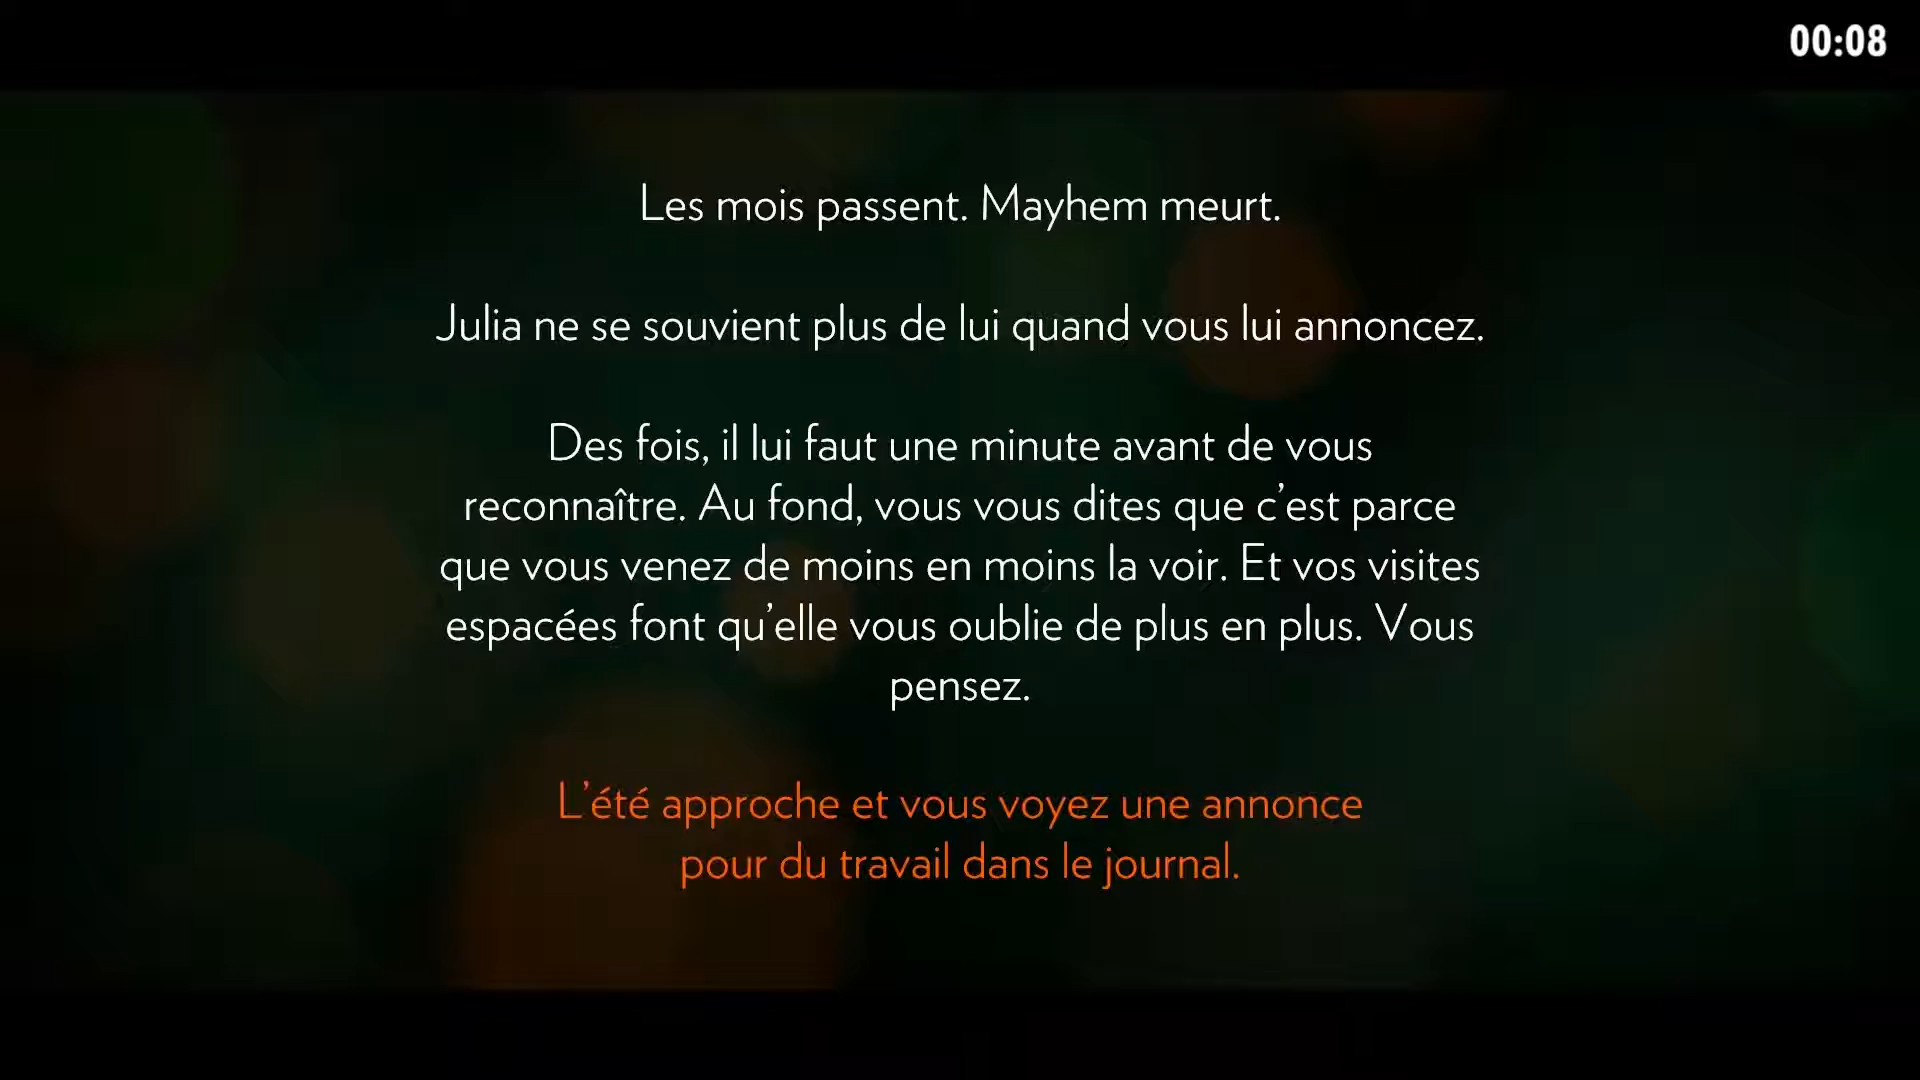 00:08
Les mois passent. Mayhem meurt.
Julia ne se souvient plus de lui quand vous lui annoncez.
Des fois, il lui faut une minute avant de vous
reconnaître. Au fond, vous vous dites que c’est parce
que vous venez de moins en moins la voir. Et vos visites
espacées font qu’elle vous oublie de plus en plus. Vous
pensez.
L’été approche et vous voyez une annonce
pour du travail dans le journal.